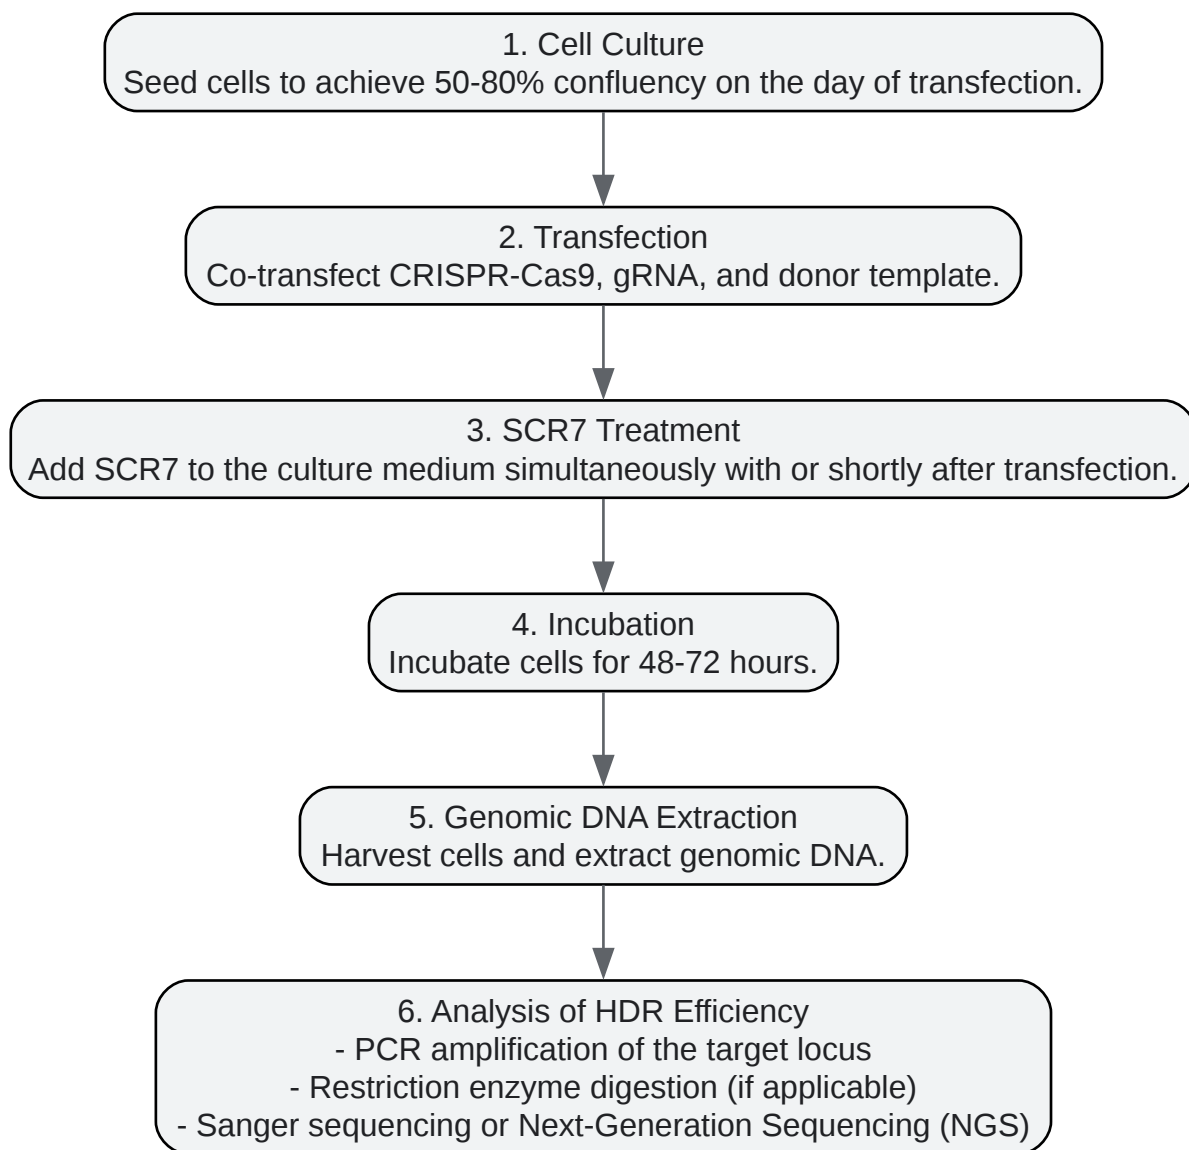 1. Cell Culture
Seed cells to achieve 50-80% confluency on the day of transfection.
2. Transfection
Co-transfect CRISPR-Cas9, gRNA, and donor template.
3. SCR7 Treatment
Add SCR7 to the culture medium simultaneously with or shortly after transfection.
4. Incubation
Incubate cells for 48-72 hours.
5. Genomic DNA Extraction
Harvest cells and extract genomic DNA.
6. Analysis of HDR Efficiency
- PCR amplification of the target locus
- Restriction enzyme digestion (if applicable)
- Sanger sequencing or Next-Generation Sequencing (NGS)